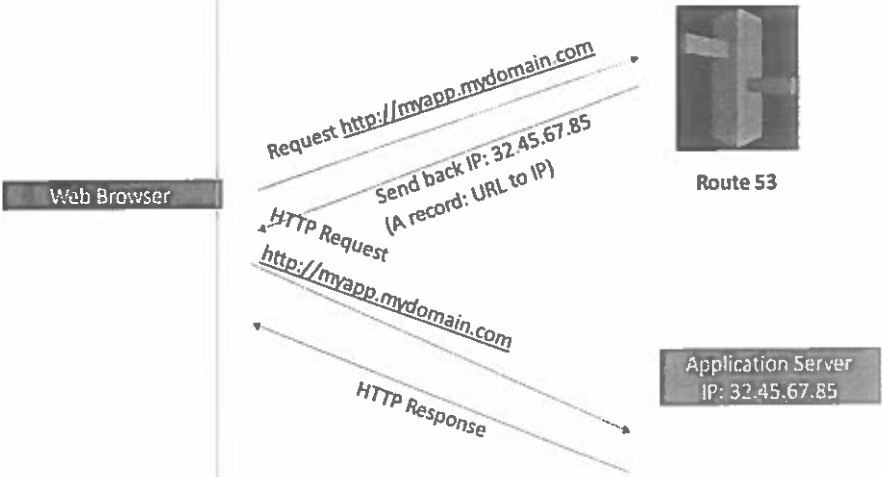 Request http://myapp.mydomain.com
Send back IP: 32.45.67.85
(A record: URL to IP)
Route 53
Web Browser
HTTP Request
http://myapp.mydomain.com
HTTP Response
Application Server
IP: 32.45.67.85